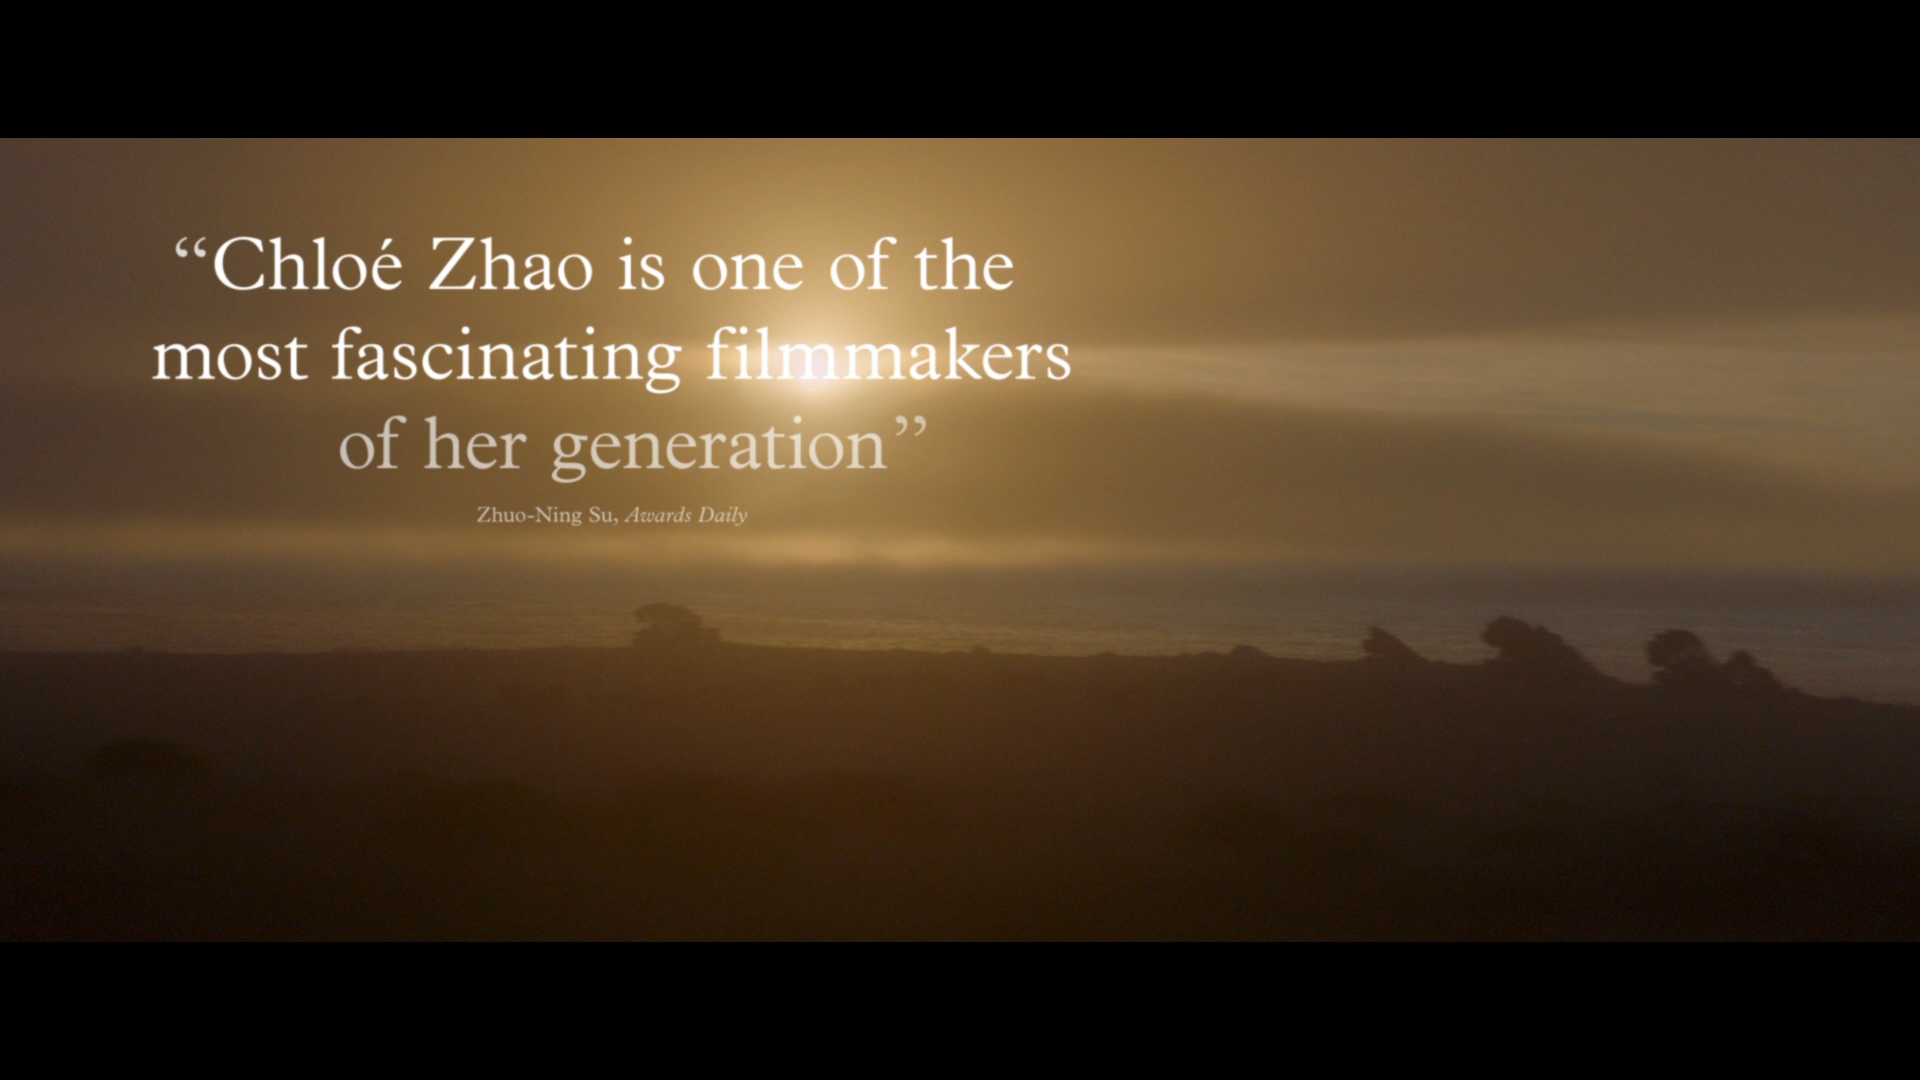 “Chloé Zhao is one of the
most fascinating filmmakers
of her generation”
Zhuo-Ning Su, Awards Daily